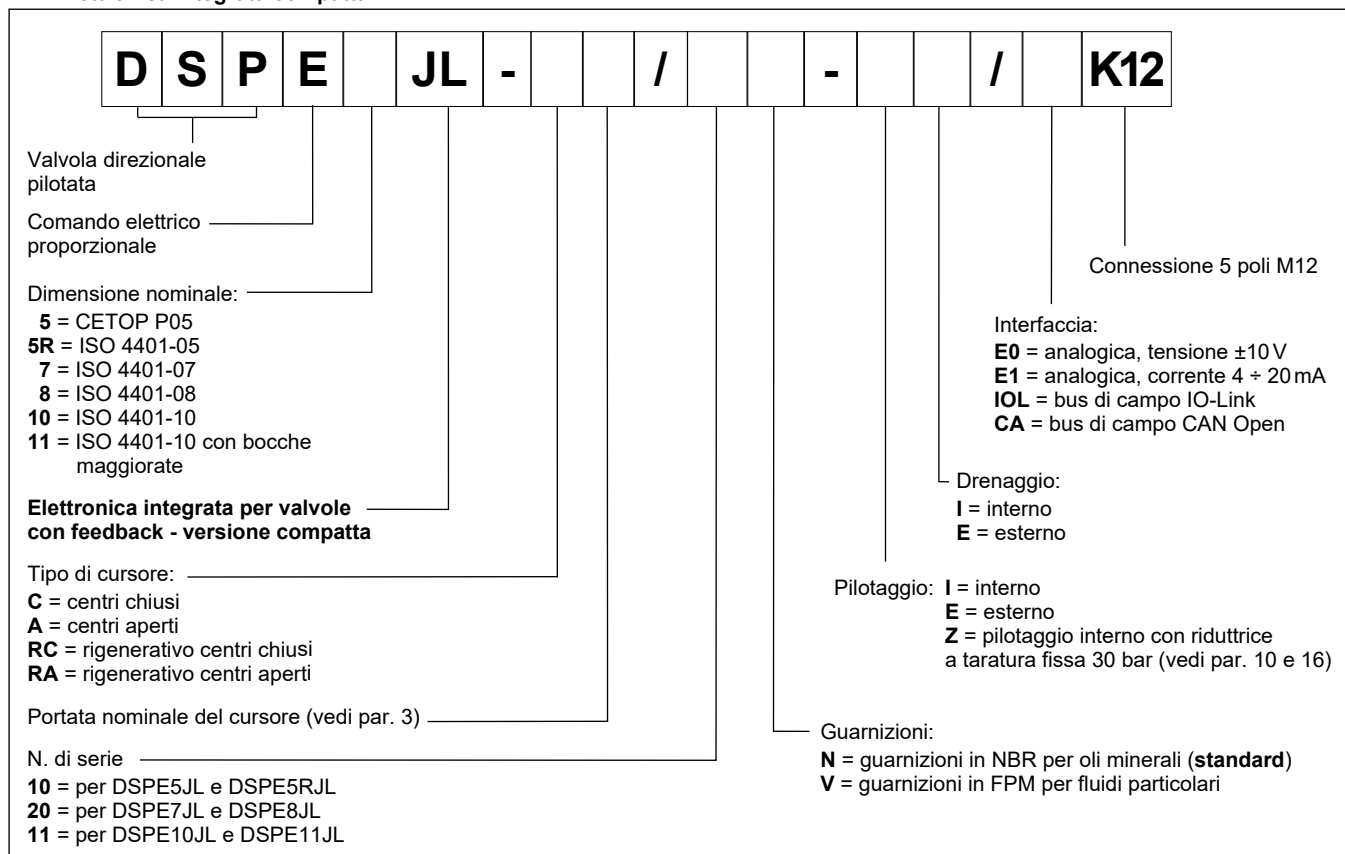 D S P E JL - / - / K12
Valvola direzionale
pilotata
Comando elettrico
proporzionale
Dimensione nominale:
5 = CETOP P05
5R = ISO 4401-05
7 = ISO 4401-07
8 = ISO 4401-08
10 = ISO 4401-10
11 = ISO 4401-10 con bocche
maggiorate
Elettronica integrata per valvole
con feedback - versione compatta
Tipo di cursore:
C = centri chiusi
A = centri aperti
RC = rigenerativo centri chiusi
RA = rigenerativo centri aperti
Portata nominale del cursore (vedi par. 3)
N. di serie
10 = per DSPE5JL e DSPE5RJL
20 = per DSPE7JL e DSPE8JL
11 = per DSPE10JL e DSPE11JL
Connessione 5 poli M12
Interfaccia:
E0 = analogica, tensione ±10 V
E1 = analogica, corrente 4 ÷ 20 mA
IOL = bus di campo IO-Link
CA = bus di campo CAN Open
Drenaggio:
I = interno
E = esterno
Pilotaggio: I = interno
E = esterno
Z = pilotaggio interno con riduttrice
a taratura fissa 30 bar (vedi par. 10 e 16)
Guarnizioni:
N = guarnizioni in NBR per oli minerali (standard)
V = guarnizioni in FPM per fluidi particolari